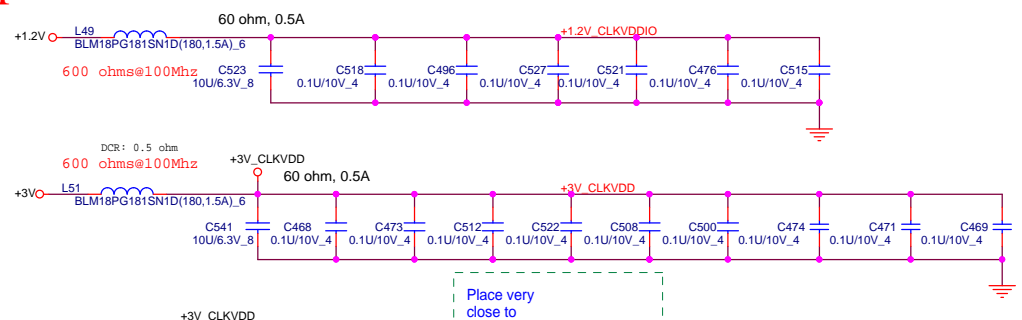 60 ohm, 0.5A
+1.2V
L49
+1.2V_CLKVDDIO
BLM18PG181SN1D(180,1.5A)_6
600 ohms@100Mhz
C523
10U/6.3V_8
C518
0.1U/10V_4
C496
0.1U/10V_4
C527
0.1U/10V_4
C521
0.1U/10V_4
C476
0.1U/10V_4
C515
0.1U/10V_4
DCR: 0.5 ohm
600 ohms@100Mhz
+3V_CLKVDD
60 ohm, 0.5A
+3V
L51
+3V_CLKVDD
BLM18PG181SN1D(180,1.5A)_6
C541
10U/6.3V_8
C468
0.1U/10V_4
C473
0.1U/10V_4
C512
0.1U/10V_4
C522
0.1U/10V_4
C508
0.1U/10V_4
C500
0.1U/10V_4
C474
0.1U/10V_4
C471
0.1U/10V_4
C469
0.1U/10V_4
Place very
close to
+3V_CLKVDD